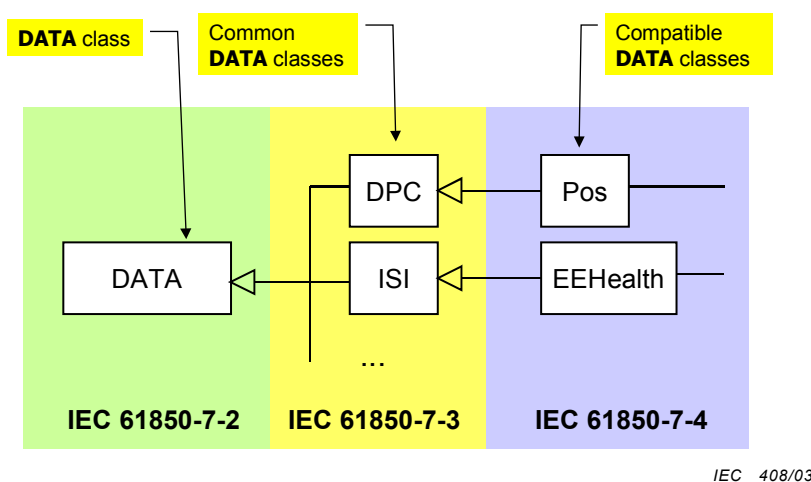 DATA class
Common
DATA classes
Compatible
DATA classes
DPC
Pos
DATA
ISI
EEHealth
...
IEC 61850-7-2
IEC 61850-7-3
IEC 61850-7-4
IEC 408/03